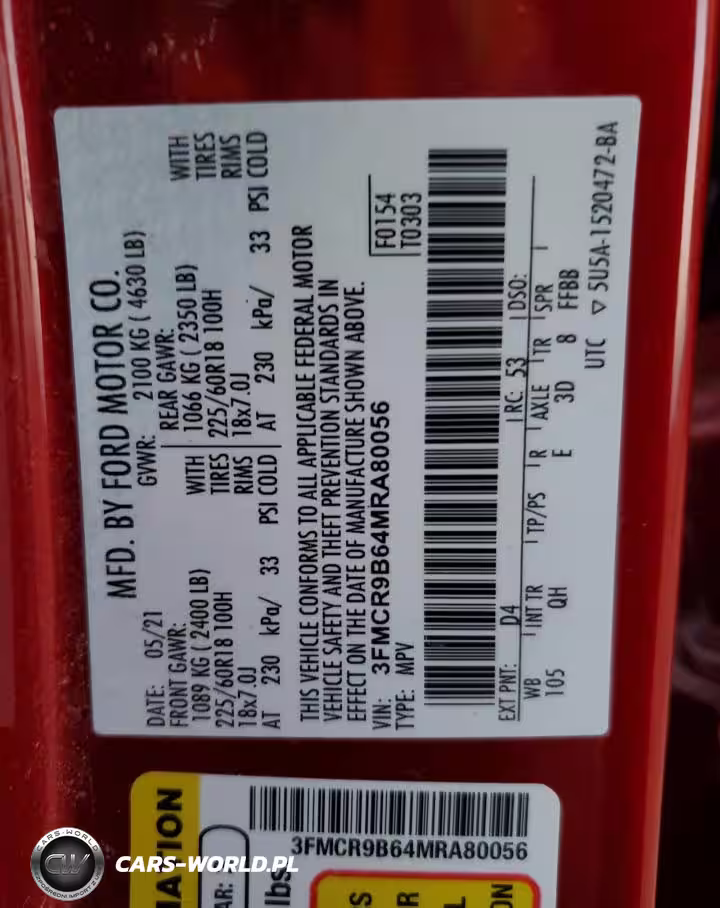 MFD. BY FORD MOTOR CO.
DATE: 05/21
GVWR: 2100 KG ( 4630 LB)
FRONT GAWR:
REAR GAWR:
1089 KG ( 2400 LB) WITH
1066 KG ( 2350 LB) WITH
225/60R18 100H TIRES
225/60R18 100H TIRES
18x7.0J RIMS
18x7.0J RIMS
AT 230 kPa/ 33 PSI COLD
AT 230 kPa/ 33 PSI COLD
THIS VEHICLE CONFORMS TO ALL APPLICABLE FEDERAL MOTOR
VEHICLE SAFETY AND THEFT PREVENTION STANDARDS IN
EFFECT ON THE DATE OF MANUFACTURE SHOWN ABOVE.
VIN: 3FMCR9B64MRA80056
TYPE: MPV
F0154
T0303
EXT PNT: D4 RC: 53 DSO:
WB INT TR TP/PS R AXLE TR SPR
105 QH E 3D 8 FFBB
UTC ▽ 5U5A-1520472-BA
3FMCR9B64MRA80056
CARS-WORLD.PL
CARS-WORLD
CW